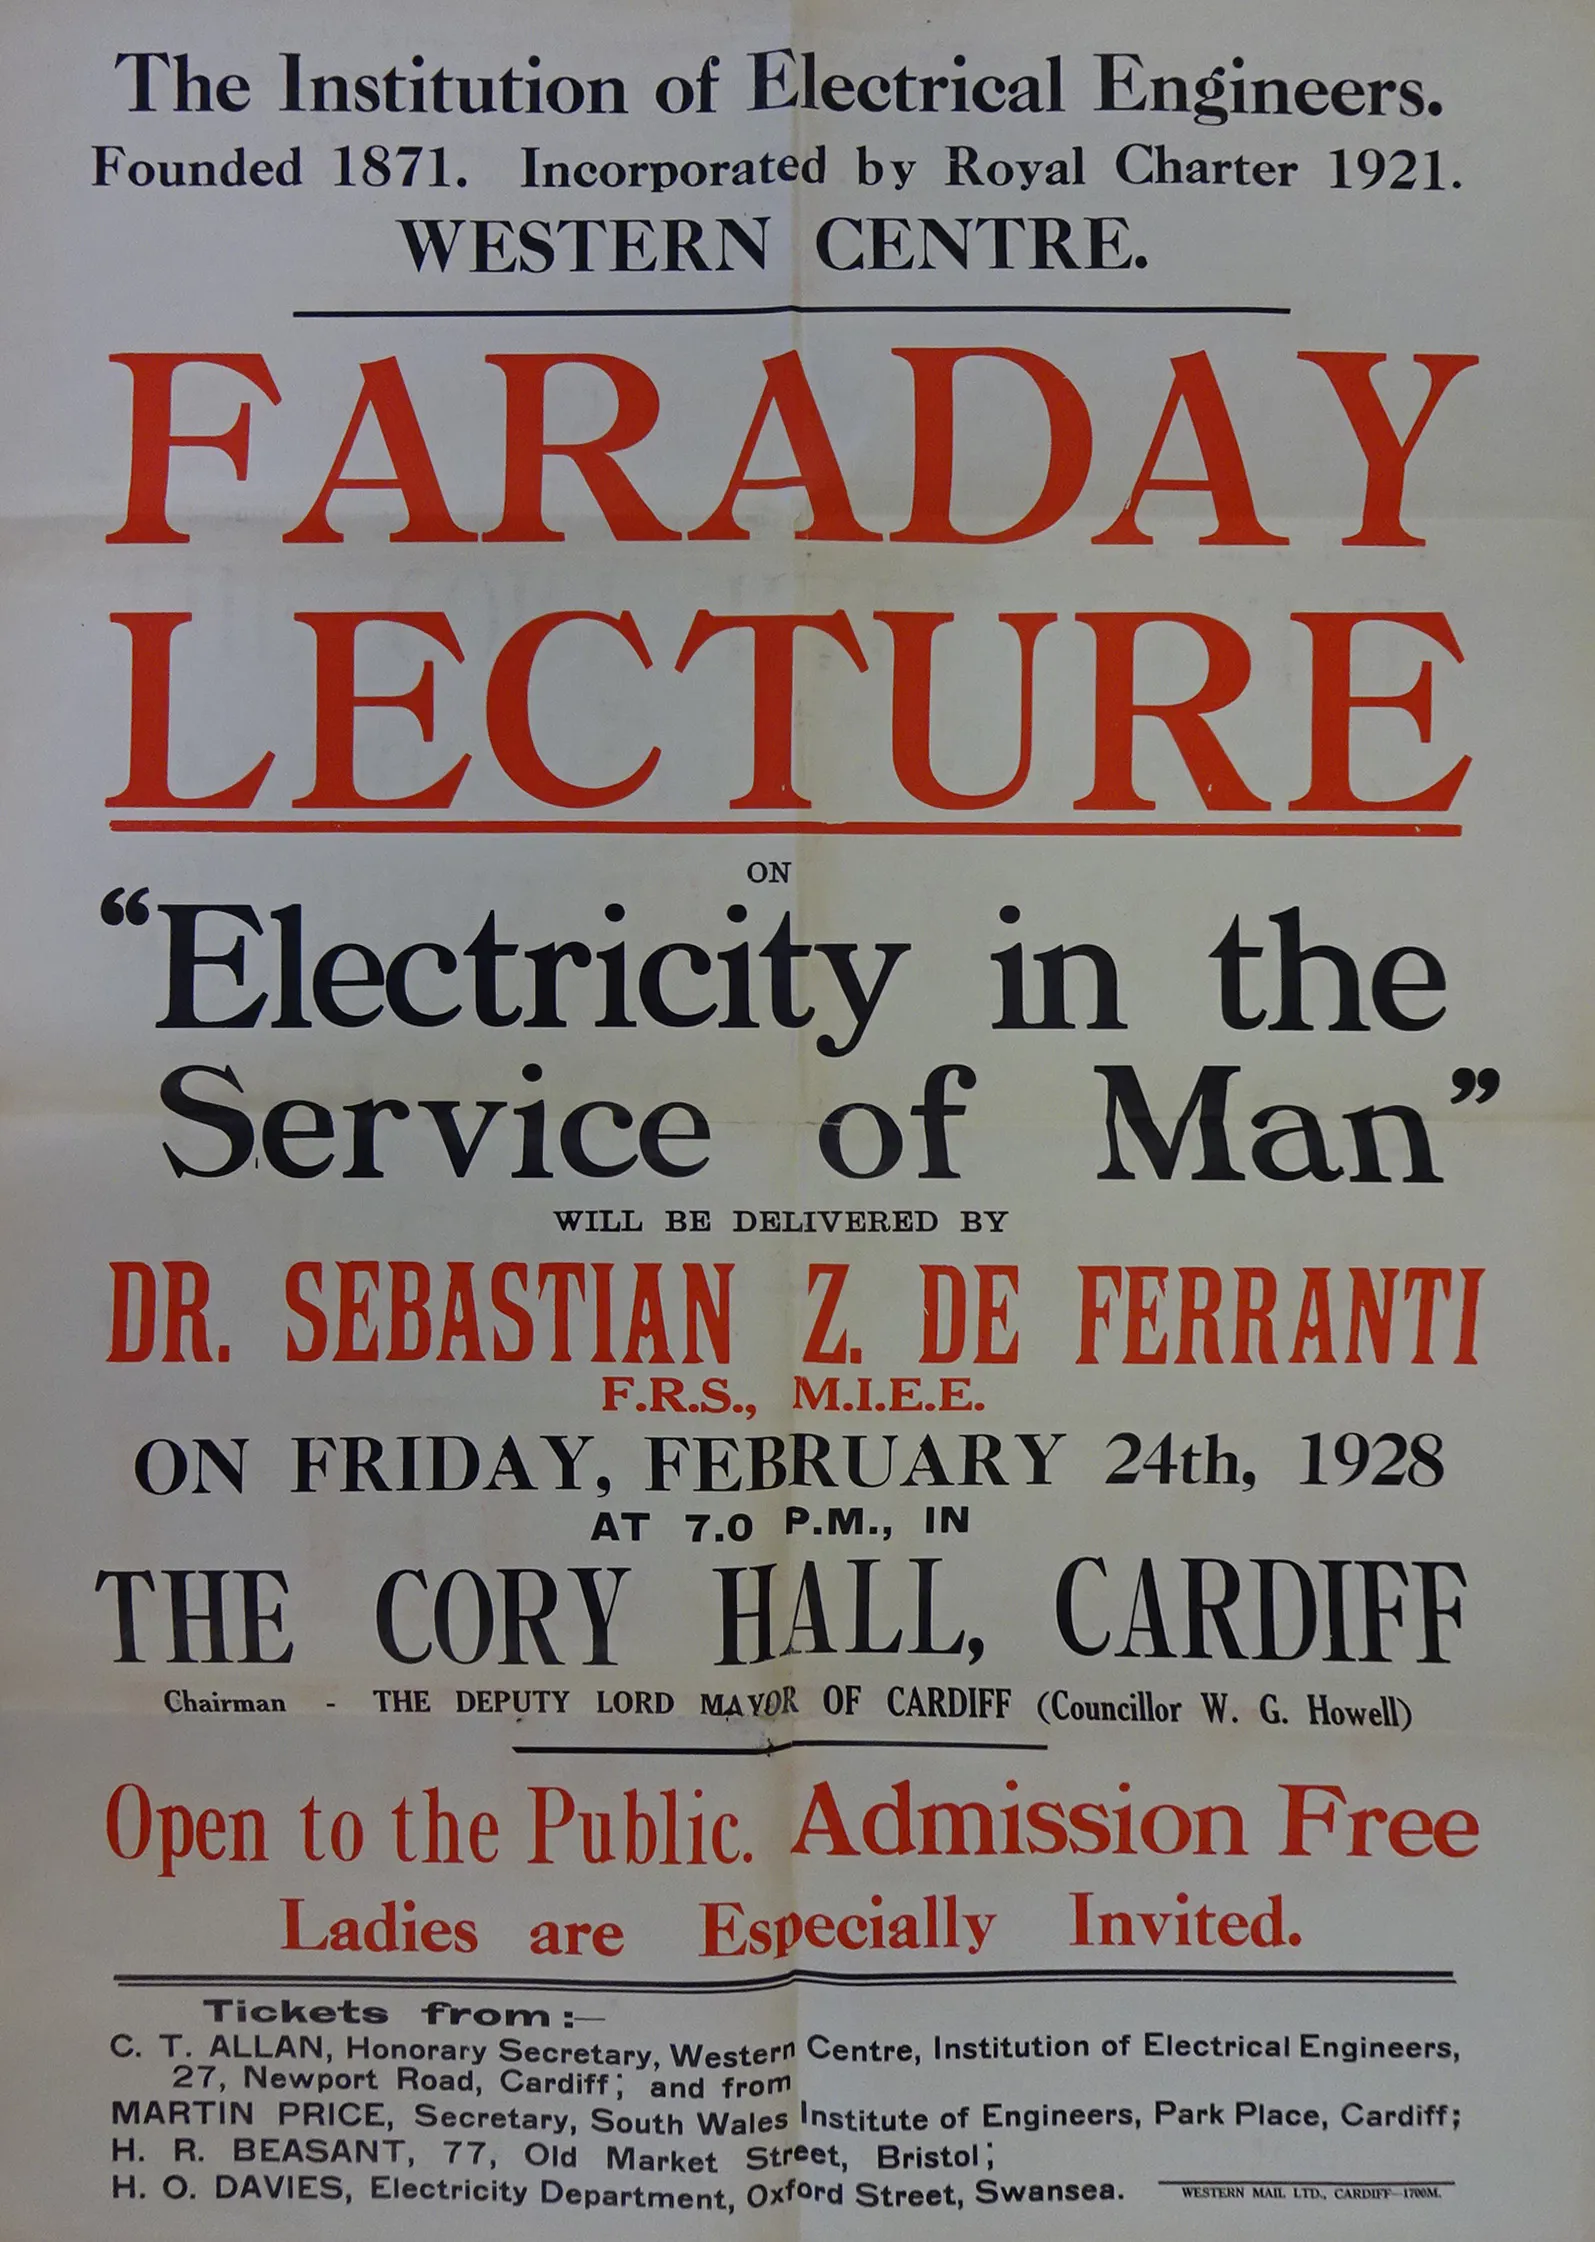 The Institution of Electrical Engineers.
Founded 1871. Incorporated by Royal Charter 1921.
WESTERN CENTRE.
FARADAY
LECTURE
ON
“Electricity in the
Service of Man”
WILL BE DELIVERED BY
DR. SEBASTIAN Z. DE FERRANTI
F.R.S., M.I.E.E.
ON FRIDAY, FEBRUARY 24th, 1928
AT 7.0 P.M., IN
THE CORY HALL, CARDIFF
Chairman - THE DEPUTY LORD MAYOR OF CARDIFF (Councillor W. G. Howell)
Open to the Public. Admission Free
Ladies are Especially Invited.
Tickets from:—
C. T. ALLAN, Honorary Secretary, Western Centre, Institution of Electrical Engineers,
27, Newport Road, Cardiff; and from
MARTIN PRICE, Secretary, South Wales Institute of Engineers, Park Place, Cardiff;
H. R. BEASANT, 77, Old Market Street, Bristol;
H. O. DAVIES, Electricity Department, Oxford Street, Swansea.
WESTERN MAIL LTD., CARDIFF—1700M.